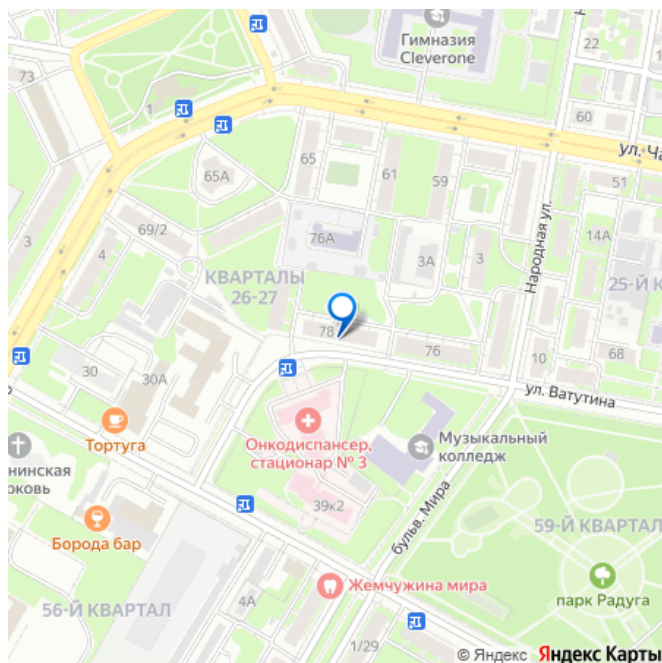 Гимназия
Cleverone
22
73
1
60
ул. Ча
65
65А
61
59
51
69/2
76А
3А
3
14А
3
4
КВАРТАЛЫ
26-27
Народная ул.
25-Й К
78
76
10
68
30
30А
ул. Ватутина
Тортуга
Онкодиспансер,
стационар № 3
Музыкальный
колледж
нинская
рковь
39к2
бульв. Мира
59-Й КВАРТАЛ
Борода бар
Жемчужина мира
парк Радуга
56-Й КВАРТАЛ
4А
1/29
© Яндекс Яндекс Карты